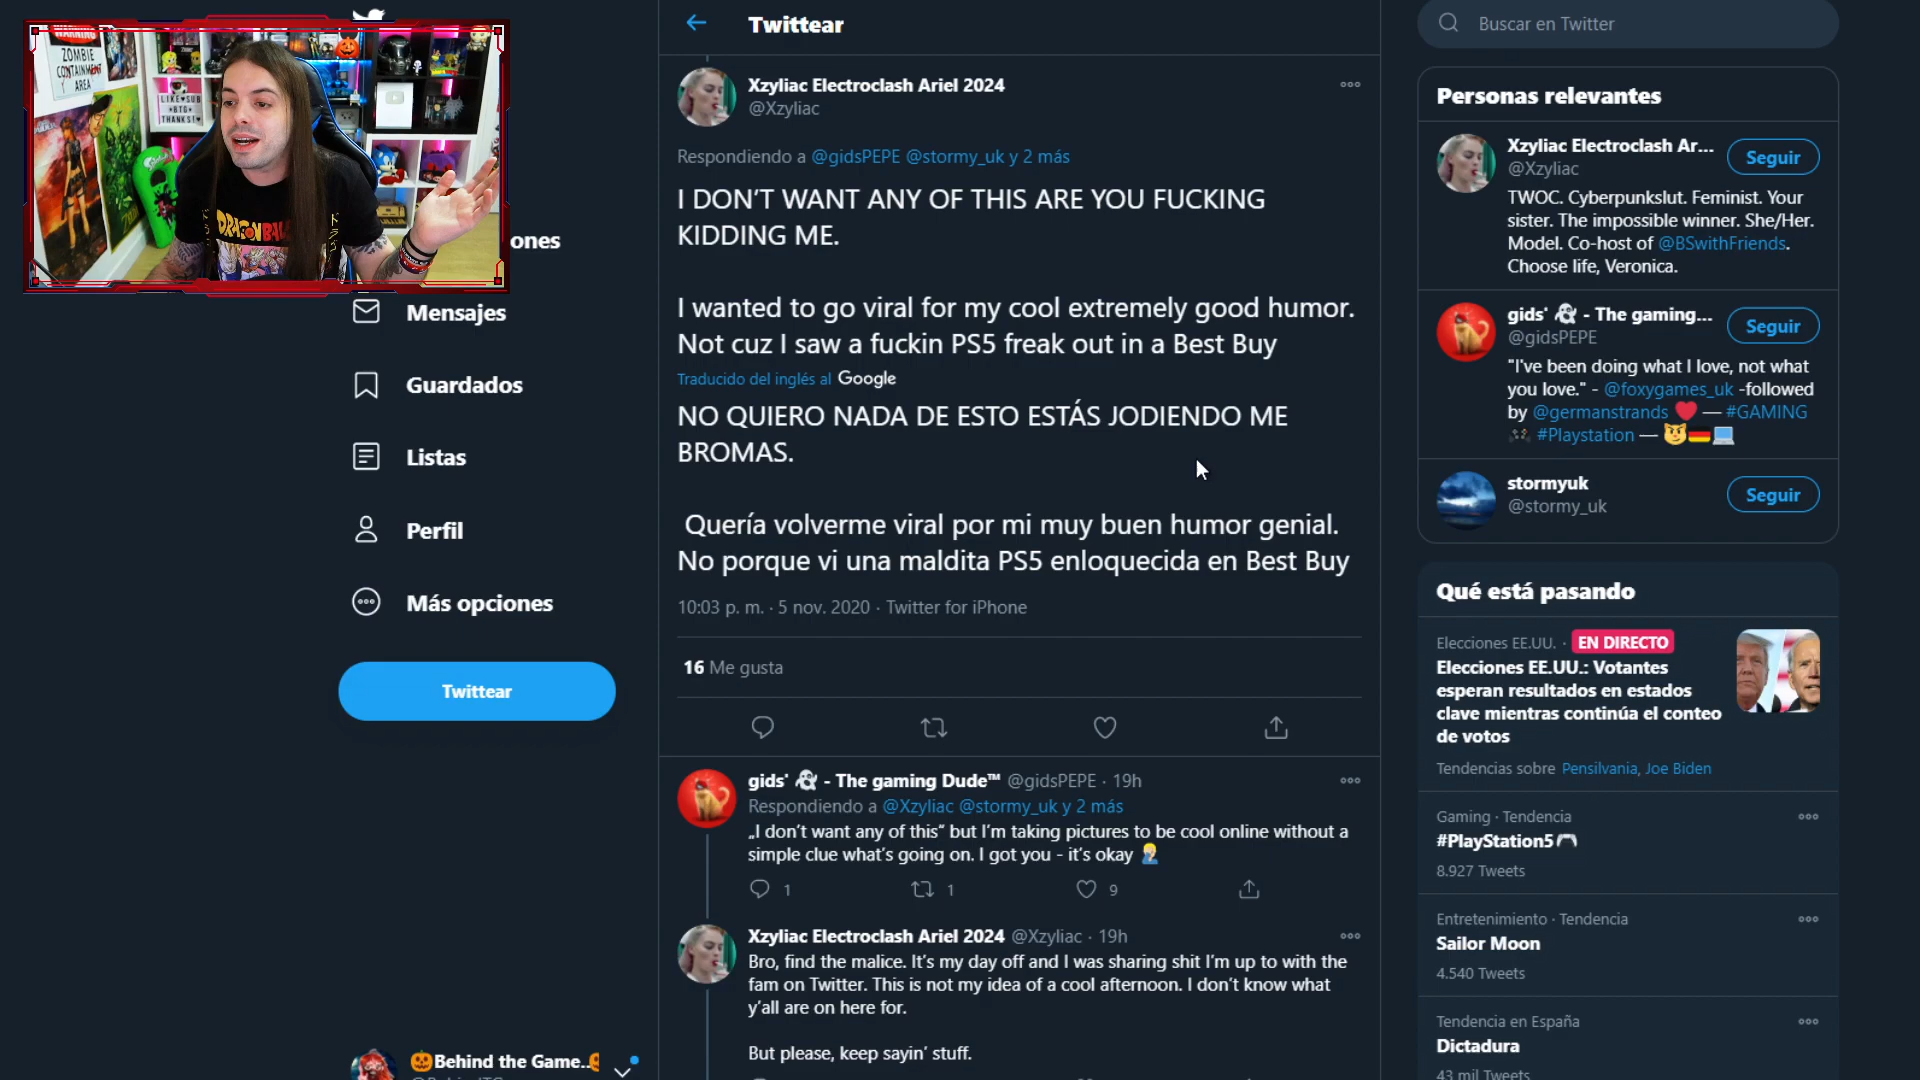 WARNING
ZOMBIE
CONTAINMENT
AREA
LIKE♥SUB
+BTG+
THANKS!♥
DRAGON BALL
ones
Mensajes
Guardados
Listas
Perfil
Más opciones
Twittear
🎃Behind the Game..
Twittear
Xzyliac Electroclash Ariel 2024
@Xzyliac
Respondiendo a @gidsPEPE @stormy_uk y 2 más
I DON’T WANT ANY OF THIS ARE YOU FUCKING
KIDDING ME.
I wanted to go viral for my cool extremely good humor.
Not cuz I saw a fuckin PS5 freak out in a Best Buy
Traducido del inglés al Google
NO QUIERO NADA DE ESTO ESTÁS JODIENDO ME
BROMAS.
Quería volverme viral por mi muy buen humor genial.
No porque vi una maldita PS5 enloquecida en Best Buy
10:03 p. m. · 5 nov. 2020 · Twitter for iPhone
16 Me gusta
gids' 👻 - The gaming Dude™ @gidsPEPE · 19h
Respondiendo a @Xzyliac @stormy_uk y 2 más
„I don’t want any of this“ but I’m taking pictures to be cool online without a
simple clue what’s going on. I got you - it’s okay 🤦
1 1 9
Xzyliac Electroclash Ariel 2024 @Xzyliac · 19h
Bro, find the malice. It’s my day off and I was sharing shit I’m up to with the
fam on Twitter. This is not my idea of a cool afternoon. I don’t know what
y’all are on here for.
But please, keep sayin’ stuff.
Buscar en Twitter
Personas relevantes
Xzyliac Electroclash Ar...
@Xzyliac
Seguir
TWOC. Cyberpunkslut. Feminist. Your
sister. The impossible winner. She/Her.
Model. Co-host of @BSwithFriends.
Choose life, Veronica.
gids' 👻 - The gaming...
@gidsPEPE
Seguir
"I've been doing what I love, not what
you love." - @foxygames_uk -followed
by @germanstrands ❤️ — #GAMING
🎮 #Playstation — 😼🇩🇪💻
stormyuk
@stormy_uk
Seguir
Qué está pasando
Elecciones EE.UU. · EN DIRECTO
Elecciones EE.UU.: Votantes
esperan resultados en estados
clave mientras continúa el conteo
de votos
Tendencias sobre Pensilvania, Joe Biden
Gaming · Tendencia
#PlayStation5🎮
8.927 Tweets
Entretenimiento · Tendencia
Sailor Moon
4.540 Tweets
Tendencia en España
Dictadura
43 mil Tweets